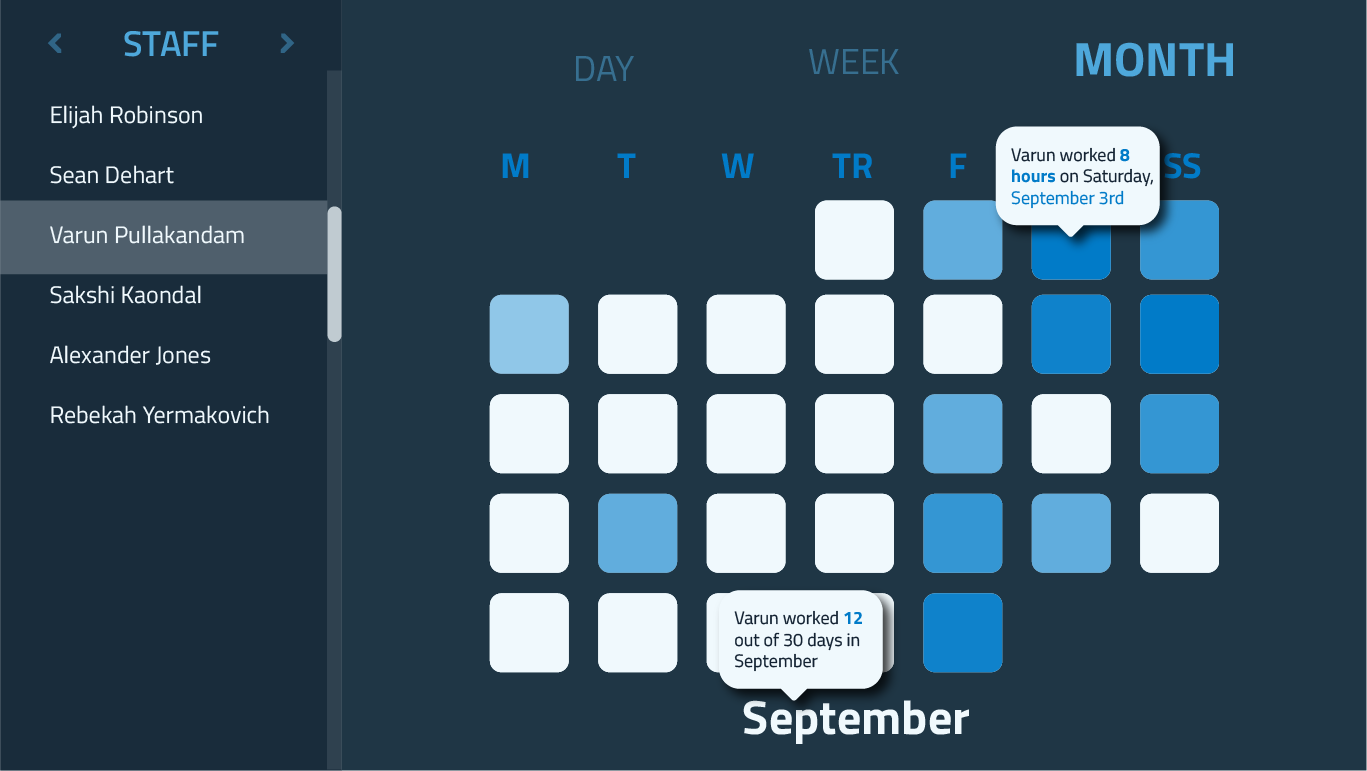 STAFF
Elijah Robinson
Sean Dehart
Varun Pullakandam
Sakshi Kaondal
Alexander Jones
Rebekah Yermakovich
DAY
WEEK
MONTH
M
T
W
TR
F
SS
Varun worked 8
hours on Saturday,
September 3rd
Varun worked 12
out of 30 days in
September
September